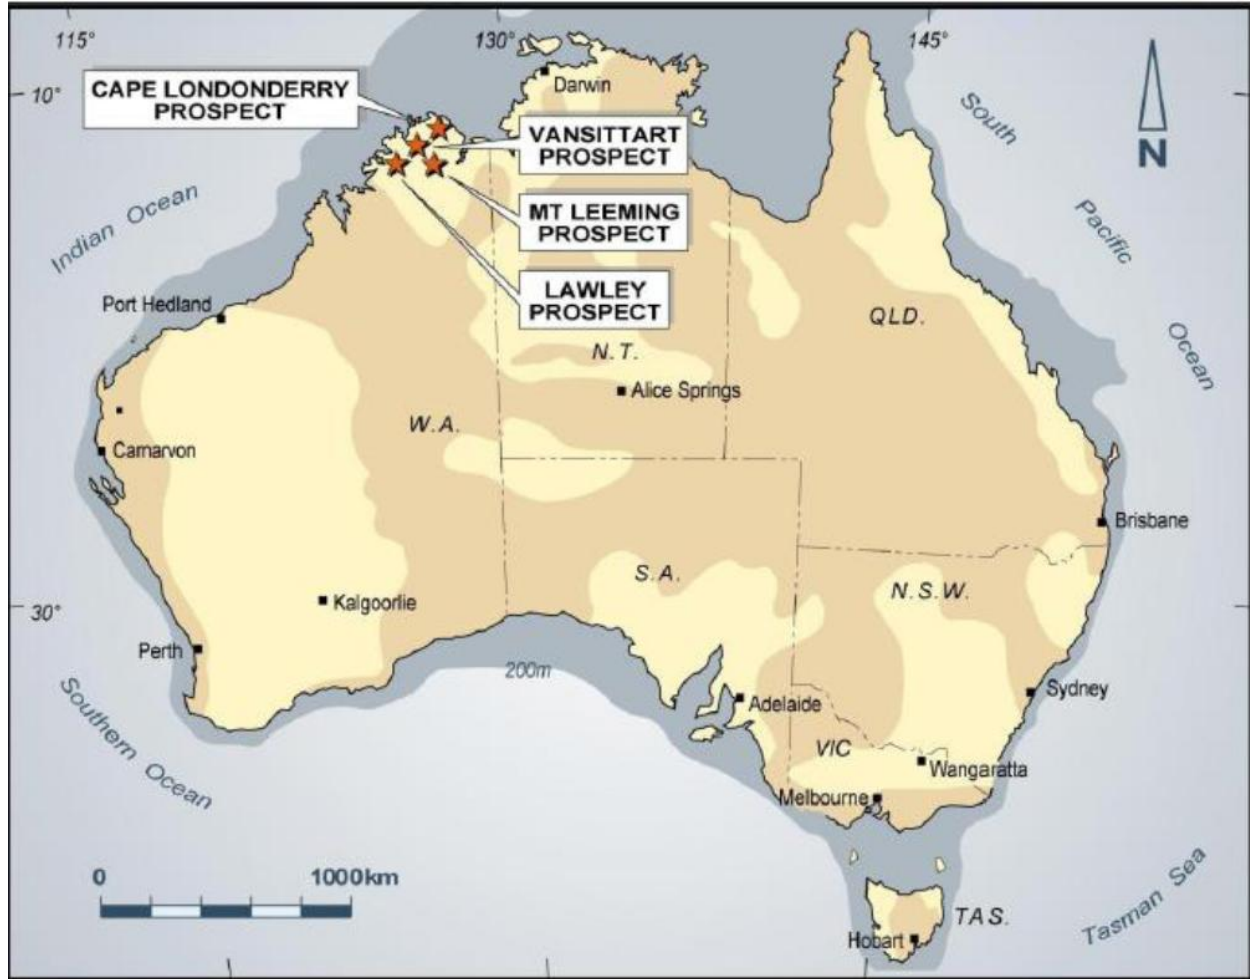 115°
130°
145°
10°
CAPE LONDONDERRY
PROSPECT
Darwin
VANSITTART
PROSPECT
MT LEEMING
PROSPECT
LAWLEY
PROSPECT
South
Pacific
Ocean
N
Indian Ocean
Port Hedland
QLD.
N.T.
Alice Springs
W.A.
Carnarvon
Brisbane
S.A.
N.S.W.
30°
Kalgoorlie
Perth
200m
Adelaide
Sydney
Southern Ocean
VIC
Wangaratta
Melbourne
0 1000km
TAS.
Hobart
Tasman Sea